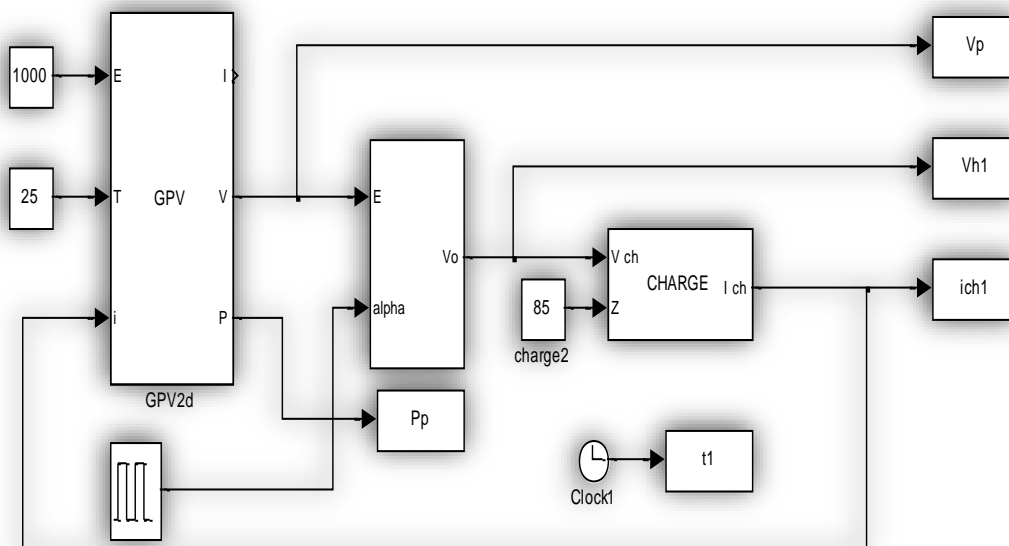 1000
E
I
Vp
GPV
25
T
V
E
Vh1
Vo
V ch
CHARGE
I ch
ich1
i
P
alpha
85
Z
charge2
GPV2d
Pp
t1
Clock1